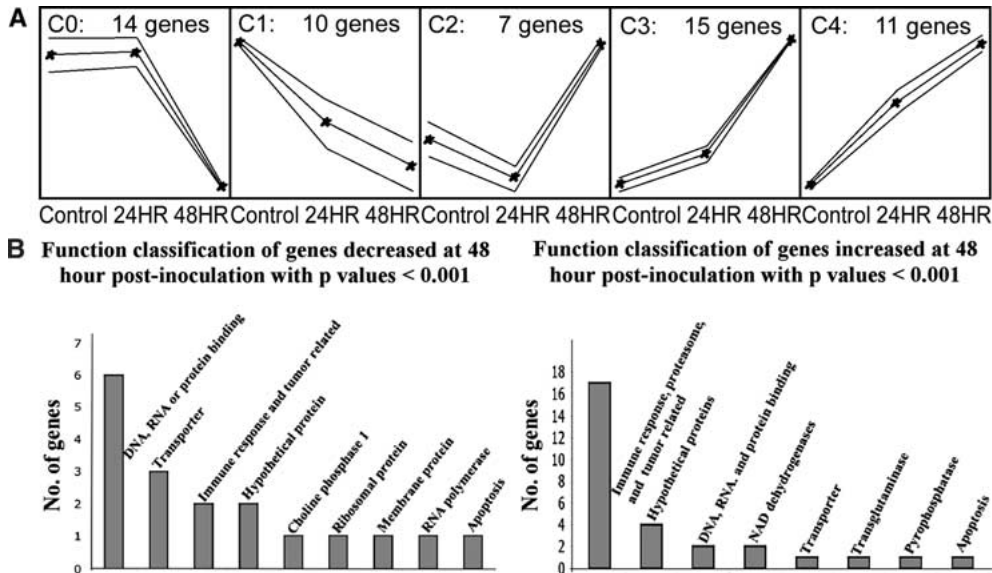 A
C0: 14 genes
C1: 10 genes
C2: 7 genes
C3: 15 genes
C4: 11 genes
Control 24HR 48HR Control 24HR 48HR Control 24HR 48HR Control 24HR 48HR Control 24HR 48HR
B
Function classification of genes decreased at 48
hour post-inoculation with p values < 0.001
No. of genes
7
6
5
4
3
2
1
0
DNA, RNA or protein binding
Transporter
Immune response and tumor related
Hypothetical protein
Choline phosphase 1
Ribosomal protein
Membrane protein
RNA polymerase
Apoptosis
Function classification of genes increased at 48
hour post-inoculation with p values < 0.001
No. of genes
20
18
16
14
12
10
8
6
4
2
0
Immune response, proteasome,
and tumor related
Hypothetical proteins
DNA, RNA. and protein binding
NAD dehydrogenases
Transporter
Transglutaminase
Pyrophosphatase
Apoptosis